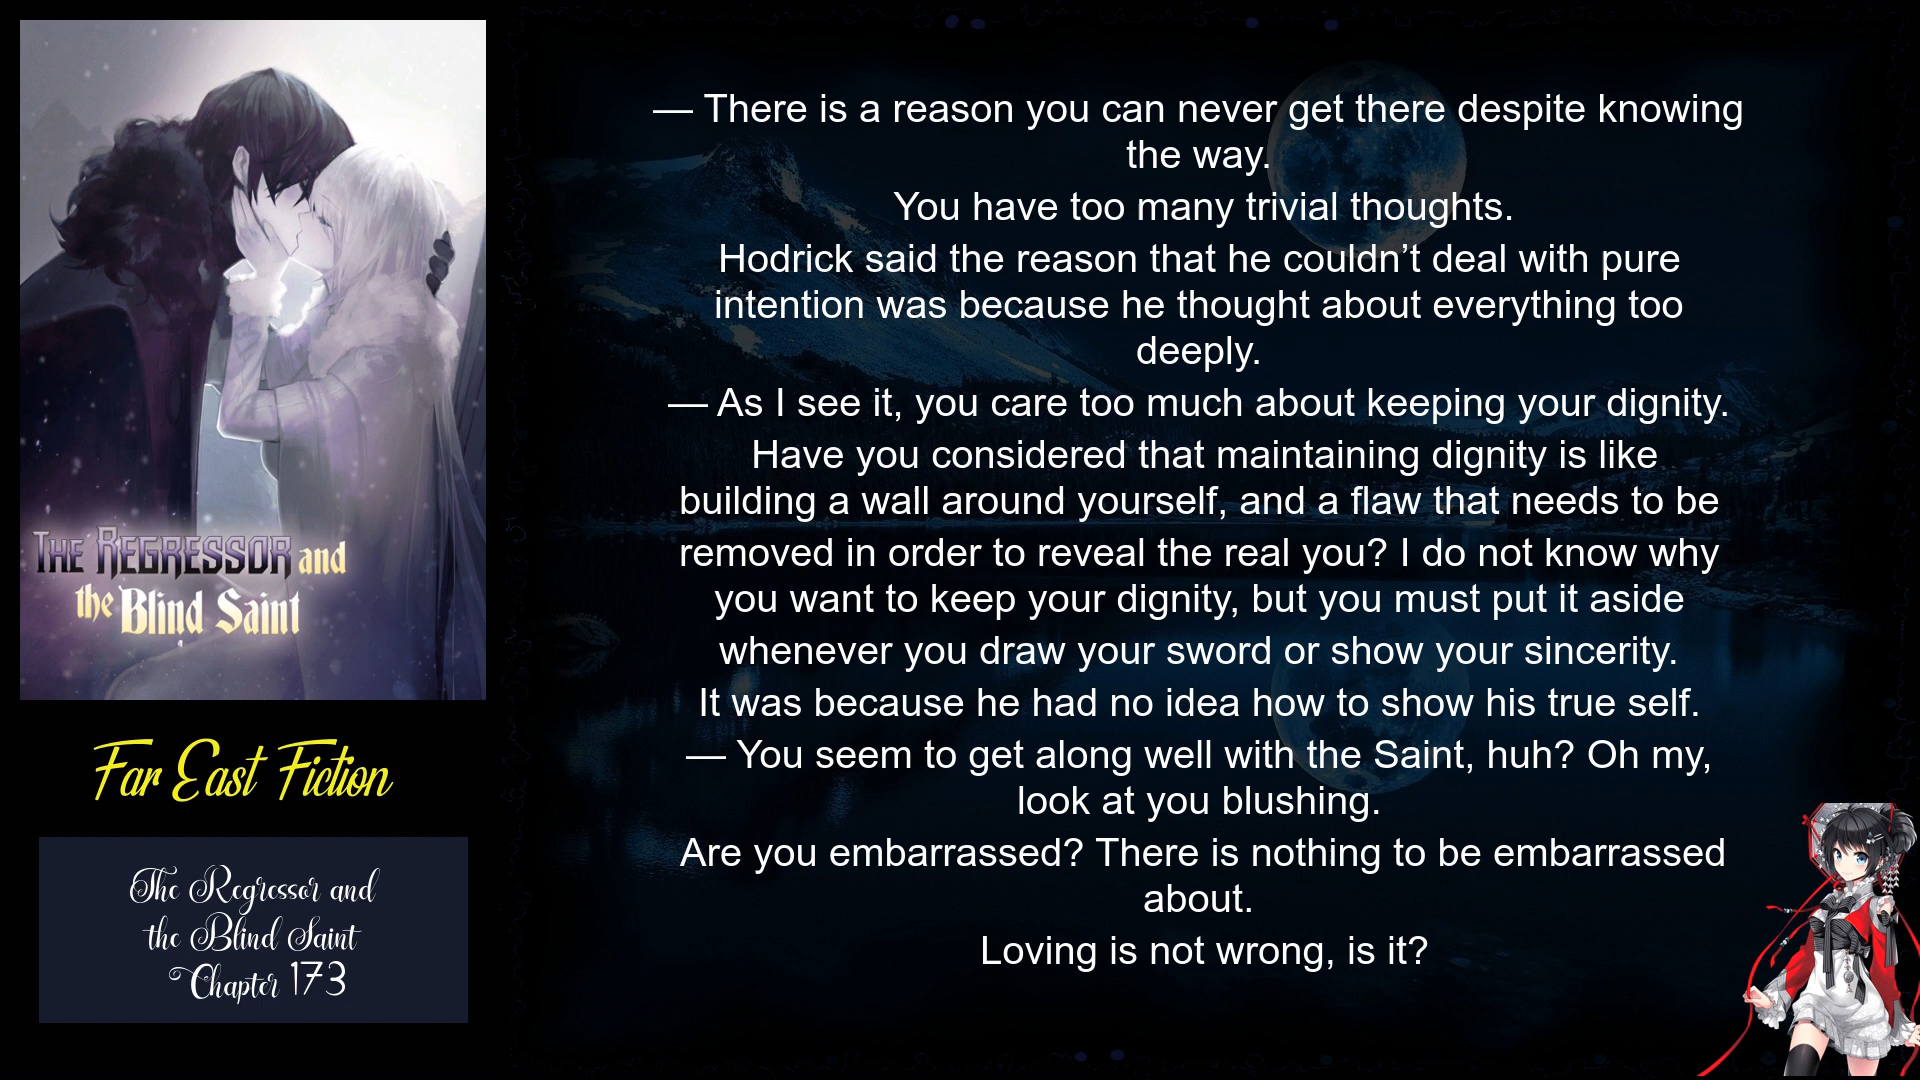 THE REGRESSOR and
the Blind Saint
Far East Fiction
The Regressor and
the Blind Saint
Chapter 173
— There is a reason you can never get there despite knowing
the way.
You have too many trivial thoughts.
Hodrick said the reason that he couldn’t deal with pure
intention was because he thought about everything too
deeply.
— As I see it, you care too much about keeping your dignity.
Have you considered that maintaining dignity is like
building a wall around yourself, and a flaw that needs to be
removed in order to reveal the real you? I do not know why
you want to keep your dignity, but you must put it aside
whenever you draw your sword or show your sincerity.
It was because he had no idea how to show his true self.
— You seem to get along well with the Saint, huh? Oh my,
look at you blushing.
Are you embarrassed? There is nothing to be embarrassed
about.
Loving is not wrong, is it?